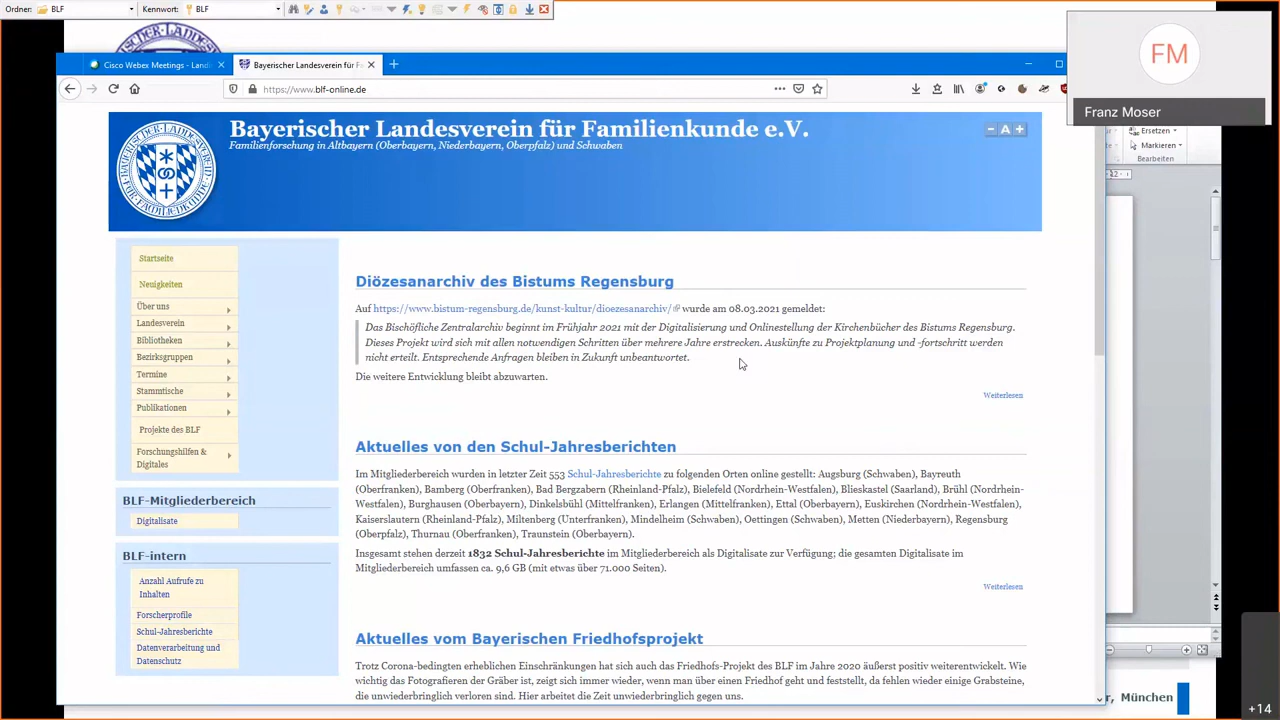 Ordner: BLF Kennwort: BLF
FM
Franz Moser
Cisco Webex Meetings - Landi
Bayerischer Landesverein für Fa
https://www.blf-online.de
Bayerischer Landesverein für Familienkunde e.V.
Familienforschung in Altbayern (Oberbayern, Niederbayern, Oberpfalz) und Schwaben
- A +
Ersetzen
Markieren
Bearbeiten
Startseite
Neuigkeiten
Über uns
Landesverein
Bibliotheken
Bezirksgruppen
Termine
Stammtische
Publikationen
Projekte des BLF
Forschungshilfen &
Digitales
BLF-Mitgliederbereich
Digitalisate
BLF-intern
Anzahl Aufrufe zu
Inhalten
Forscherprofile
Schul-Jahresberichte
Datenverarbeitung und
Datenschutz
Diözesanarchiv des Bistums Regensburg
Auf https://www.bistum-regensburg.de/kunst-kultur/dioezesanarchiv/ wurde am 08.03.2021 gemeldet:
Das Bischöfliche Zentralarchiv beginnt im Frühjahr 2021 mit der Digitalisierung und Onlinestellung der Kirchenbücher des Bistums Regensburg.
Dieses Projekt wird sich mit allen notwendigen Schritten über mehrere Jahre erstrecken. Auskünfte zu Projektplanung und -fortschritt werden
nicht erteilt. Entsprechende Anfragen bleiben in Zukunft unbeantwortet.
Die weitere Entwicklung bleibt abzuwarten.
Weiterlesen
Aktuelles von den Schul-Jahresberichten
Im Mitgliederbereich wurden in letzter Zeit 553 Schul-Jahresberichte zu folgenden Orten online gestellt: Augsburg (Schwaben), Bayreuth
(Oberfranken), Bamberg (Oberfranken), Bad Bergzabern (Rheinland-Pfalz), Bielefeld (Nordrhein-Westfalen), Blieskastel (Saarland), Brühl (Nordrhein-
Westfalen), Burghausen (Oberbayern), Dinkelsbühl (Mittelfranken), Erlangen (Mittelfranken), Ettal (Oberbayern), Euskirchen (Nordrhein-Westfalen),
Kaiserslautern (Rheinland-Pfalz), Miltenberg (Unterfranken), Mindelheim (Schwaben), Oettingen (Schwaben), Metten (Niederbayern), Regensburg
(Oberpfalz), Thurnau (Oberfranken), Traunstein (Oberbayern).
Insgesamt stehen derzeit 1832 Schul-Jahresberichte im Mitgliederbereich als Digitalisate zur Verfügung; die gesamten Digitalisate im
Mitgliederbereich umfassen ca. 9,6 GB (mit etwas über 71.000 Seiten).
Weiterlesen
Aktuelles vom Bayerischen Friedhofsprojekt
Trotz Corona-bedingten erheblichen Einschränkungen hat sich auch das Friedhofs-Projekt des BLF im Jahre 2020 äußerst positiv weiterentwickelt. Wie
wichtig das Fotografieren der Gräber ist, zeigt sich immer wieder, wenn man über einen Friedhof geht und feststellt, da fehlen wieder einige Grabsteine,
die unwiederbringlich verloren sind. Hier arbeitet die Zeit unwiederbringlich gegen uns.
r, München
+14